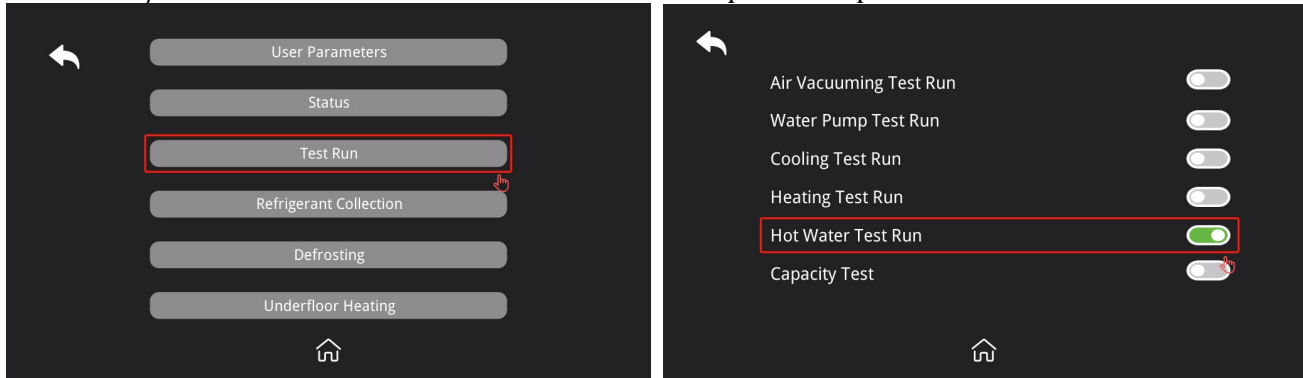 User Parameters
Status
Test Run
Refrigerant Collection
Defrosting
Underfloor Heating
Air Vacuuming Test Run
Water Pump Test Run
Cooling Test Run
Heating Test Run
Hot Water Test Run
Capacity Test